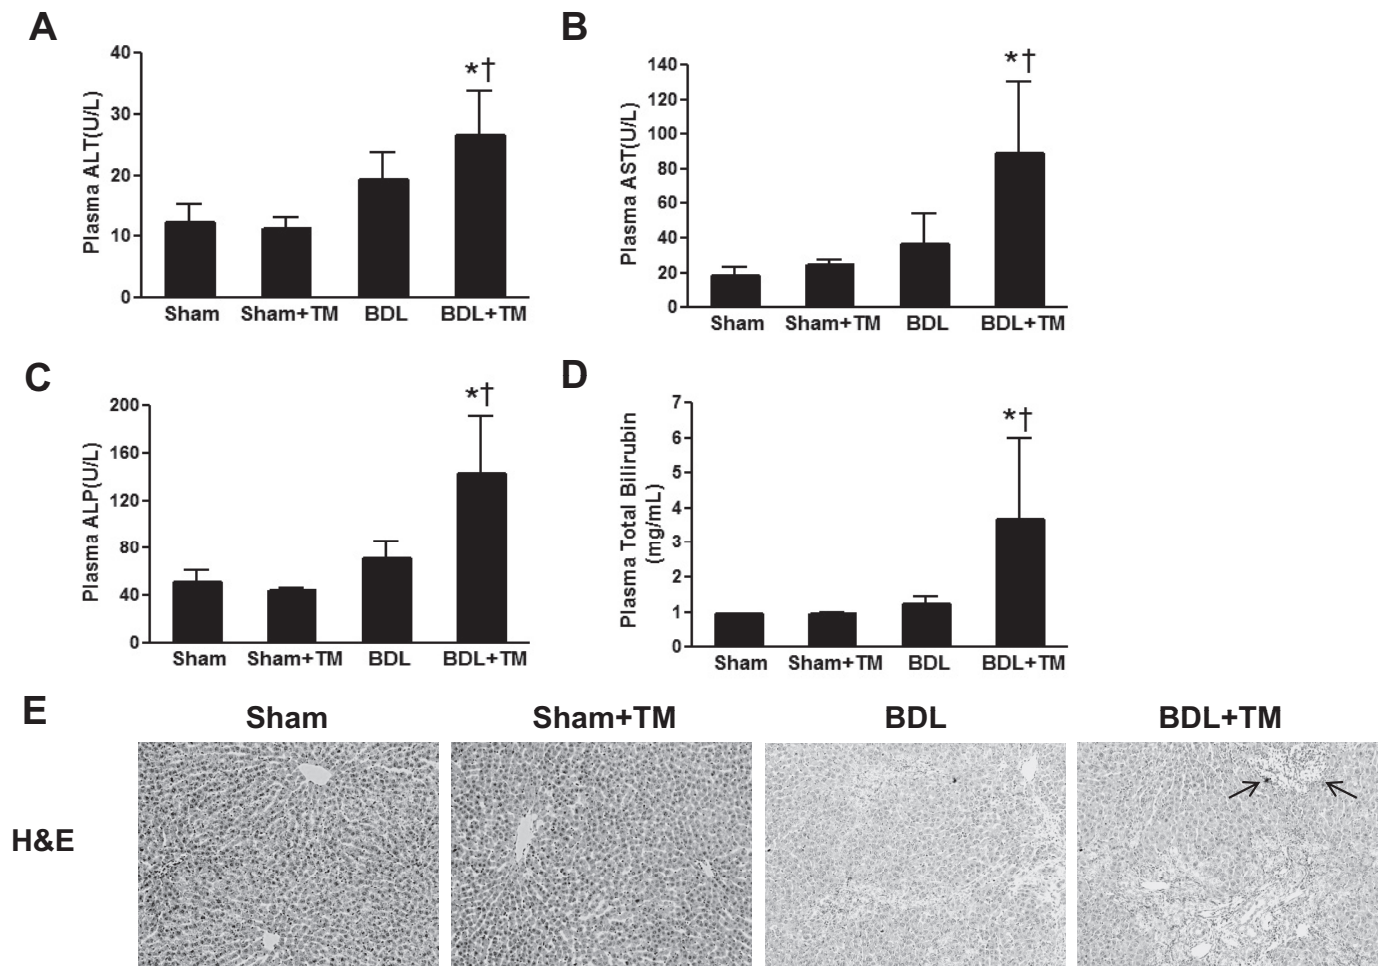 A
Plasma ALT(U/L)
40
30
20
10
0
*†
Sham Sham+TM BDL BDL+TM
B
Plasma AST(U/L)
140
120
100
80
60
40
20
0
*†
Sham Sham+TM BDL BDL+TM
C
Plasma ALP(U/L)
200
160
120
80
40
0
*†
Sham Sham+TM BDL BDL+TM
D
Plasma Total Bilirubin
(mg/mL)
7
6
5
4
3
2
1
0
*†
Sham Sham+TM BDL BDL+TM
E
Sham Sham+TM BDL BDL+TM
H&E